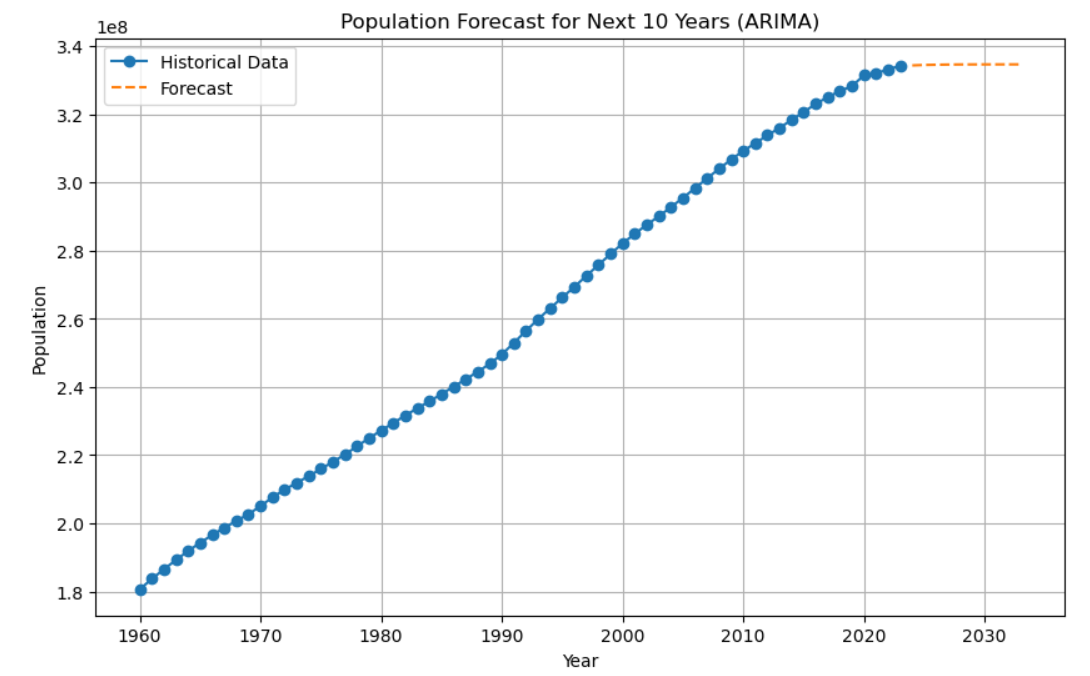 Population Forecast for Next 10 Years (ARIMA)
1e8
3.4
3.2
3.0
2.8
2.6
2.4
2.2
2.0
1.8
Population
Historical Data
Forecast
1960 1970 1980 1990 2000 2010 2020 2030
Year